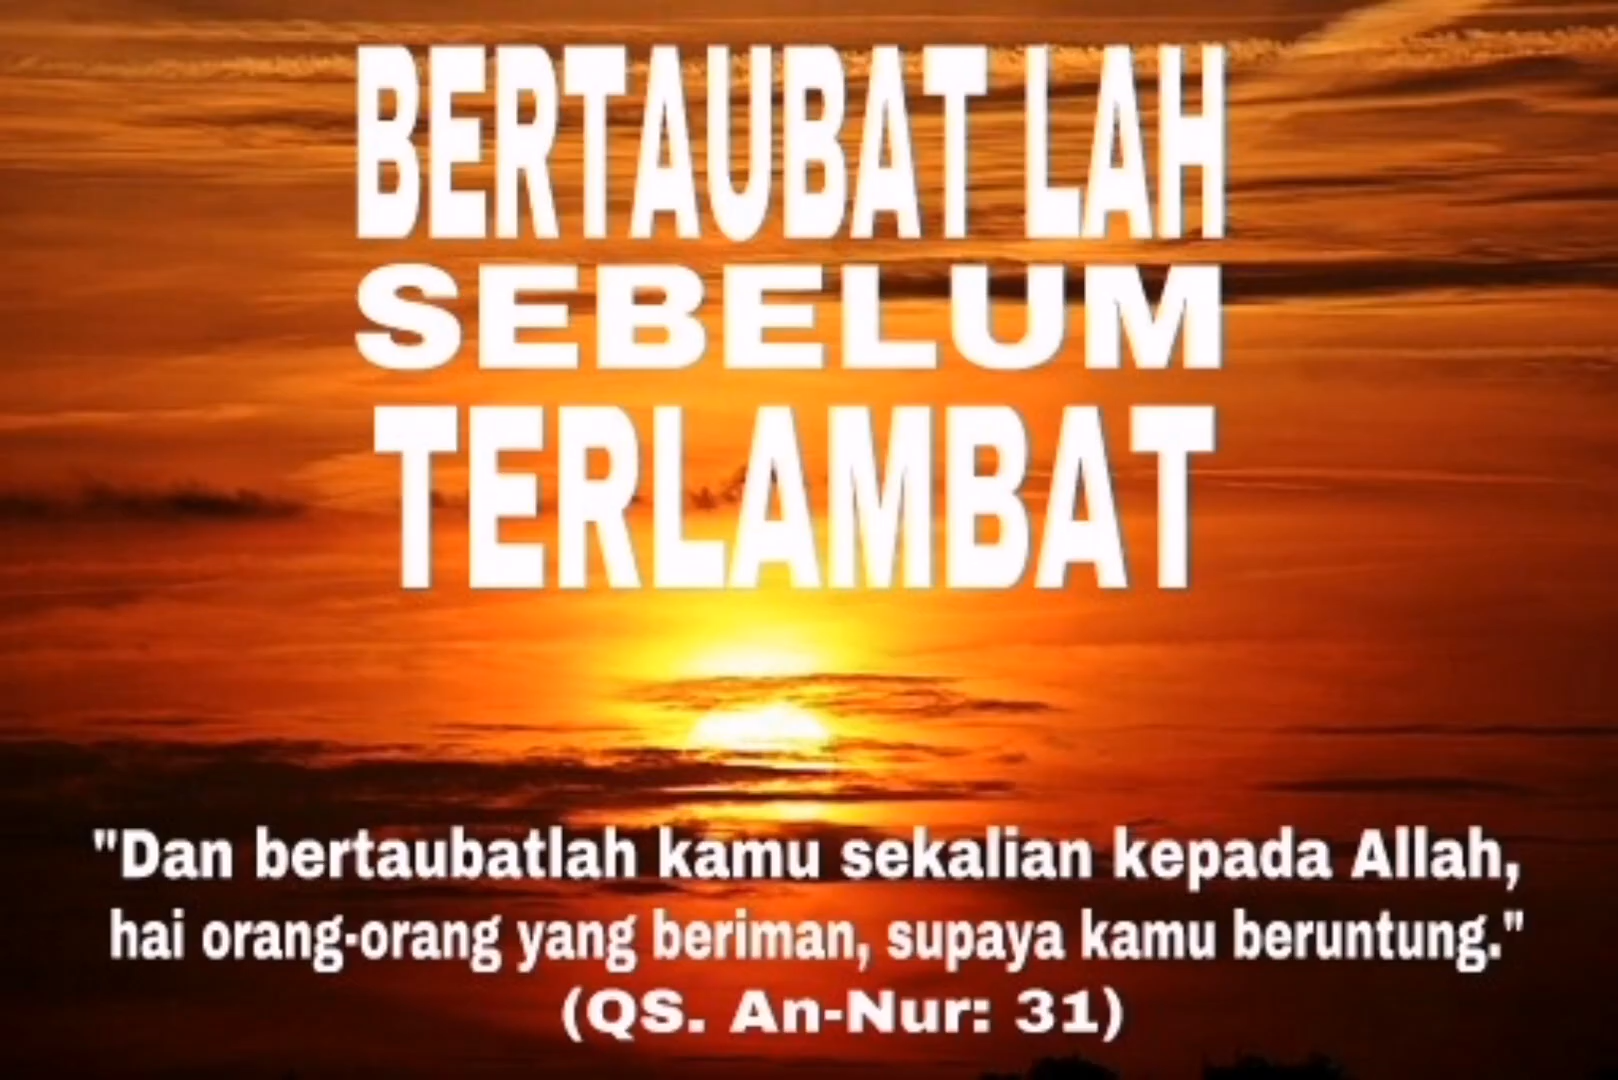 BERTAUBAT LAH
SEBELUM
TERLAMBAT
"Dan bertaubatlah kamu sekalian kepada Allah,
hai orang-orang yang beriman, supaya kamu beruntung."
(QS. An-Nur: 31)